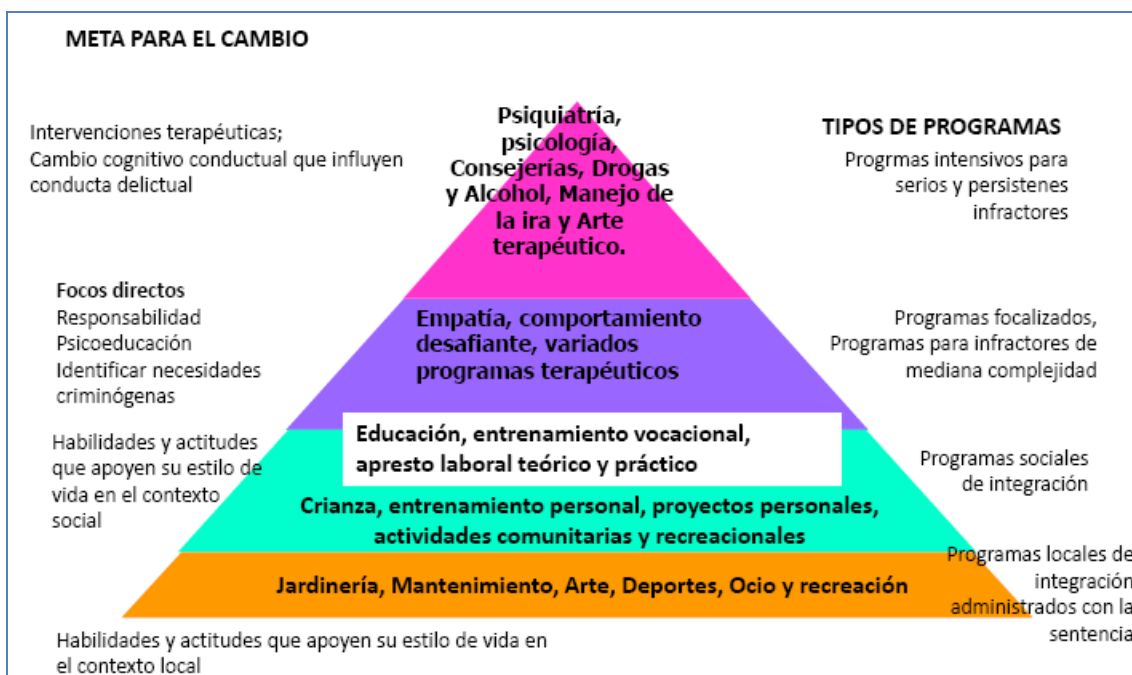 META PARA EL CAMBIO
Intervenciones terapéuticas;
Cambio cognitivo conductual que influyen
conducta delictual
Psiquiatría,
psicología,
Consejerías, Drogas
y Alcohol, Manejo de
la ira y Arte
terapéutico.
TIPOS DE PROGRAMAS
Progrmas intensivos para
serios y persistenes
infractores
Focos directos
Responsabilidad
Psicoeducación
Identificar necesidades
criminógenas
Empatía, comportamiento
desafiante, variados
programas terapéuticos
Programas focalizados,
Programas para infractores de
mediana complejidad
Habilidades y actitudes
que apoyen su estilo de
vida en el contexto
social
Educación, entrenamiento vocacional,
apresto laboral teórico y práctico
Crianza, entrenamiento personal, proyectos personales,
actividades comunitarias y recreacionales
Programas sociales
de integración
Jardinería, Mantenimiento, Arte, Deportes, Ocio y recreación
Programas locales de
integración
administrados con la
sentencia
Habilidades y actitudes que apoyen su estilo de vida en
el contexto local